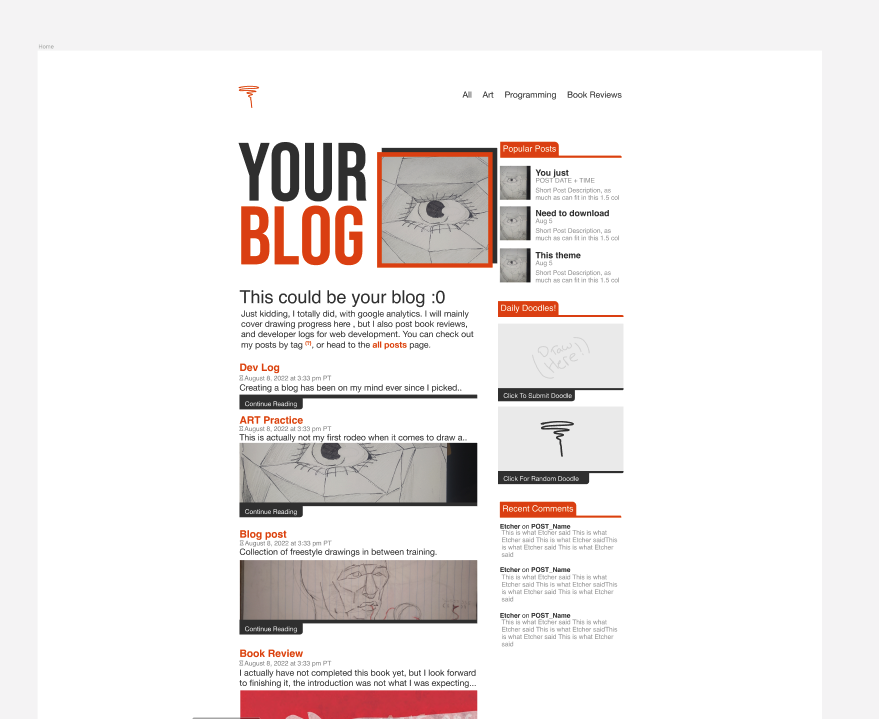 Home
All Art Programming Book Reviews
YOUR
BLOG
This could be your blog :0
Just kidding, I totally did, with google analytics. I will mainly
cover drawing progress here , but I also post book reviews,
and developer logs for web development. You can check out
my posts by tag [?], or head to the all posts page.
Dev Log
August 8, 2022 at 3:33 pm PT
Creating a blog has been on my mind ever since I picked..
Continue Reading
ART Practice
August 8, 2022 at 3:33 pm PT
This is actually not my first rodeo when it comes to draw a..
Continue Reading
Blog post
August 8, 2022 at 3:33 pm PT
Collection of freestyle drawings in between training.
Continue Reading
Book Review
August 8, 2022 at 3:33 pm PT
I actually have not completed this book yet, but I look forward
to finishing it, the introduction was not what I was expecting...
Popular Posts
You just
POST DATE + TIME
Short Post Description, as
much as can fit in this 1.5 col
Need to download
Aug 5
Short Post Description, as
much as can fit in this 1.5 col
This theme
Aug 5
Short Post Description, as
much as can fit in this 1.5 col
Daily Doodles!
Draw
Here!
Click To Submit Doodle
Click For Random Doodle
Recent Comments
Etcher on POST_Name
This is what Etcher said This is what
Etcher said This is what Etcher saidThis
is what Etcher said This is what Etcher
said
Etcher on POST_Name
This is what Etcher said This is what
Etcher said This is what Etcher saidThis
is what Etcher said This is what Etcher
said
Etcher on POST_Name
This is what Etcher said This is what
Etcher said This is what Etcher saidThis
is what Etcher said This is what Etcher
said